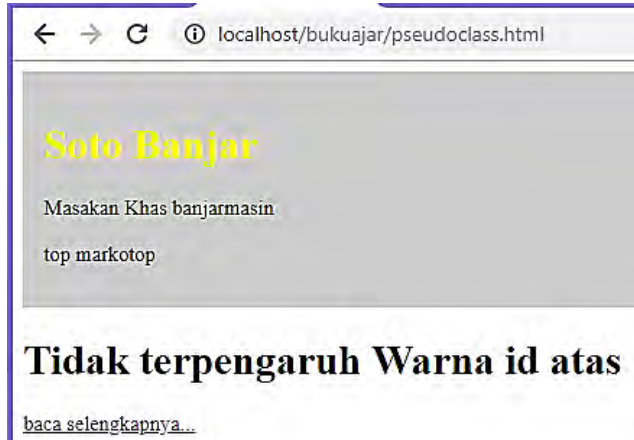 localhost/bukuajar/pseudoclass.html
Soto Banjar
Masakan Khas banjarmasin
top markotop
Tidak terpengaruh Warna id atas
baca selengkapnya...